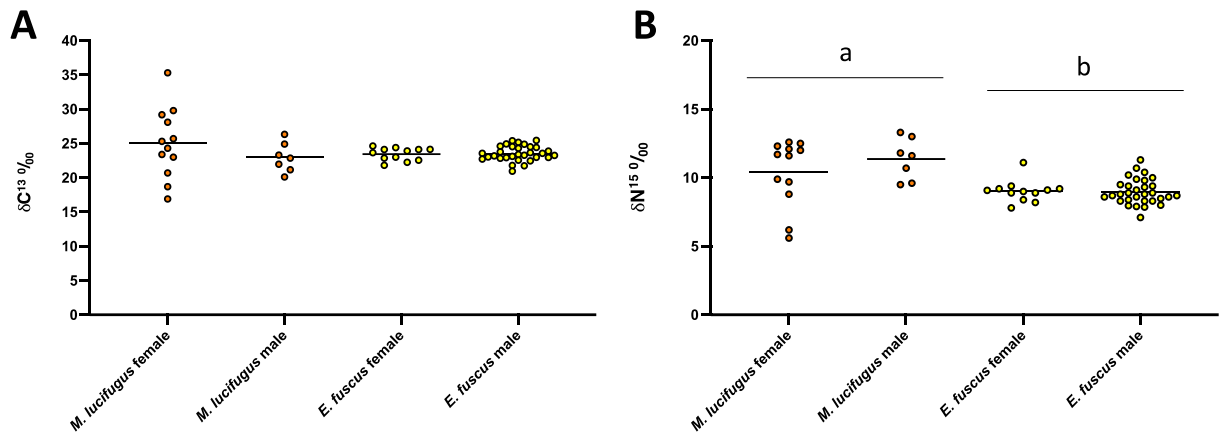 A
40
35
30
25
20
15
10
5
0
δC¹³ ⁰/₀₀
M. lucifugus female
M. lucifugus male
E. fuscus female
E. fuscus male
B
20
15
10
5
0
δN¹⁵ ⁰/₀₀
a
b
M. lucifugus female
M. lucifugus male
E. fuscus female
E. fuscus male